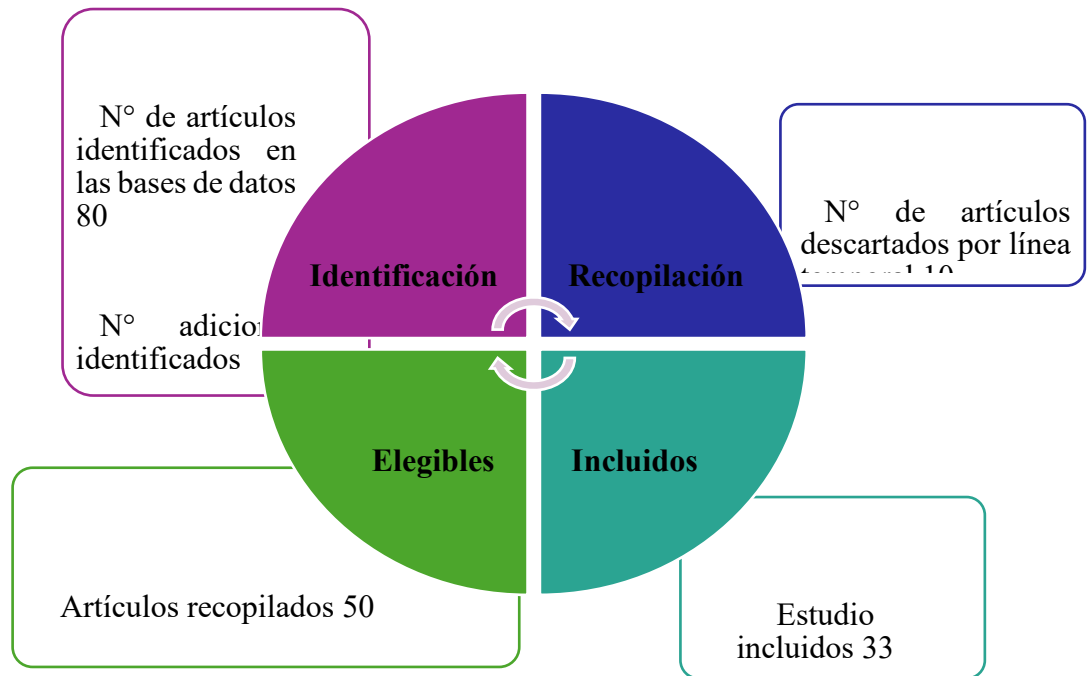 N° de artículos
identificados en
las bases de datos
80
N°
identificados
Identificación
Recopilación
N° de artículos
descartados por línea
Elegibles
Incluidos
Artículos recopilados 50
Estudio
incluidos 33